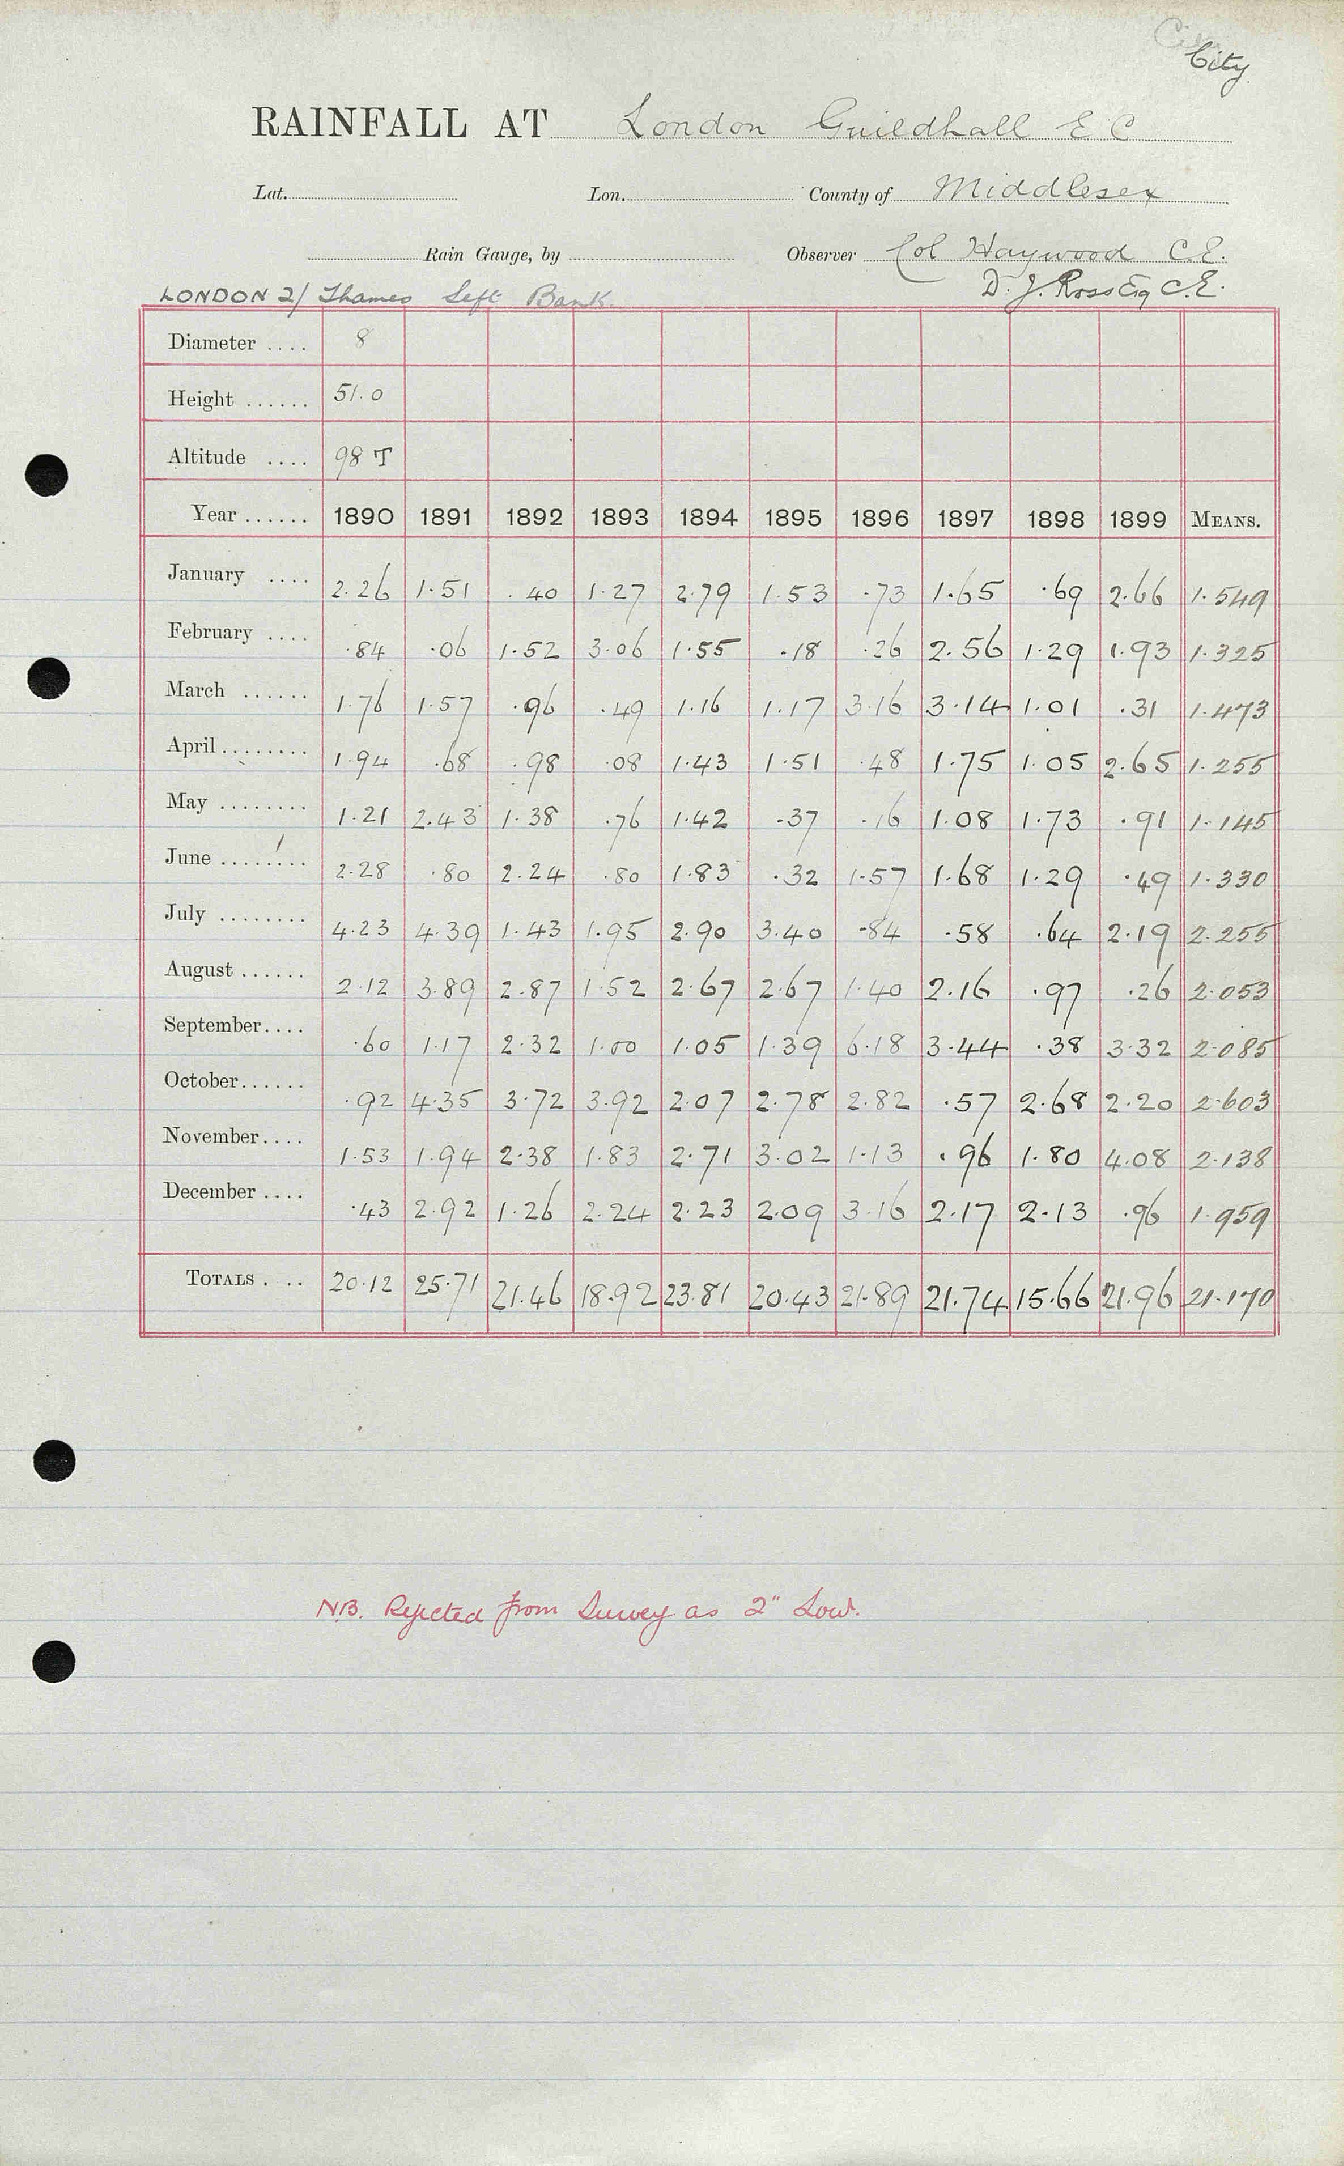 City
RAINFALL AT London Guildhall E C
Lat. Lon. County of Middlesex
Rain Gauge, by Observer Col Haywood C.E.
LONDON 2/ Thames Left Bank. D. J. Ross Esq C.E.
Diameter .... 8
Height ...... 51.0
Altitude .... 98 T
Year ...... 1890 1891 1892 1893 1894 1895 1896 1897 1898 1899 MEANS.
January .... 2.26 1.51 .40 1.27 2.79 1.53 .73 1.65 .69 2.66 1.549
February .... .84 .06 1.52 3.06 1.55 .18 .26 2.56 1.29 1.93 1.325
March ...... 1.76 1.57 .96 .49 1.16 1.17 3.16 3.14 1.01 .31 1.473
April ........ 1.94 .68 .98 .08 1.43 1.51 .48 1.75 1.05 2.65 1.255
May ........ 1.21 2.43 1.38 .76 1.42 .37 .16 1.08 1.73 .91 1.145
June ........ 2.28 .80 2.24 .80 1.83 .32 1.57 1.68 1.29 .49 1.330
July ........ 4.23 4.39 1.43 1.95 2.90 3.40 .84 .58 .64 2.19 2.255
August ...... 2.12 3.89 2.87 1.52 2.67 2.67 1.40 2.16 .97 .26 2.053
September .... .60 1.17 2.32 1.00 1.05 1.39 6.18 3.44 .38 3.32 2.085
October ...... .92 4.35 3.72 3.92 2.07 2.78 2.82 .57 2.68 2.20 2.603
November .... 1.53 1.94 2.38 1.83 2.71 3.02 1.13 .96 1.80 4.08 2.138
December .... .43 2.92 1.26 2.24 2.23 2.09 3.16 2.17 2.13 .96 1.959
TOTALS . .. 20.12 25.71 21.46 18.92 23.81 20.43 21.89 21.74 15.66 21.96 21.170
N.B. Rejected from Survey as 2" Low.